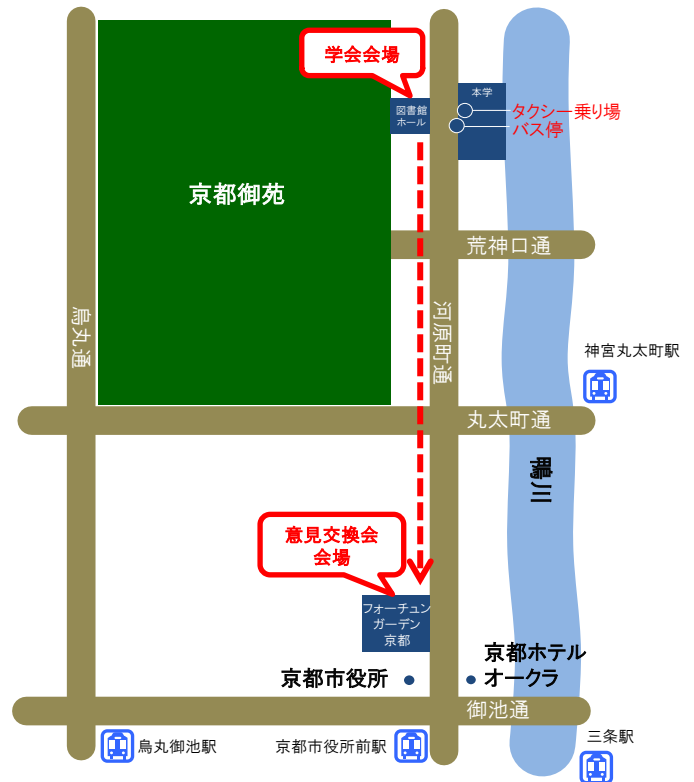 学会会場
本学
図書館
ホール
タクシー乗り場
バス停
京都御苑
荒神口通
烏丸通
河原町通
神宮丸太町駅
丸太町通
鴨川
意見交換会
会場
フォーチュン
ガーデン
京都
京都ホテル
オークラ
京都市役所
御池通
烏丸御池駅
京都市役所前駅
三条駅